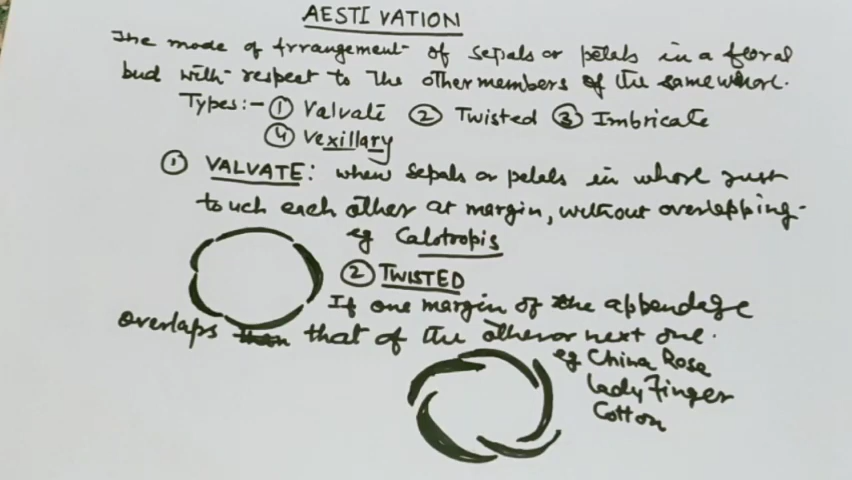 AESTIVATION
The mode of Arrangement of sepals or petals in a floral
bud with respect to the other members of the same whorl.
Types:- ① Valvate ② Twisted ③ Imbricate
④ Vexillary
① VALVATE: when sepals or petals in whorl just
touch each other at margin, without overlapping.
eg Calotropis
② TWISTED
If one margin of the appendage
overlaps that of the other or next one.
eg China Rose
Lady Finger
Cotton